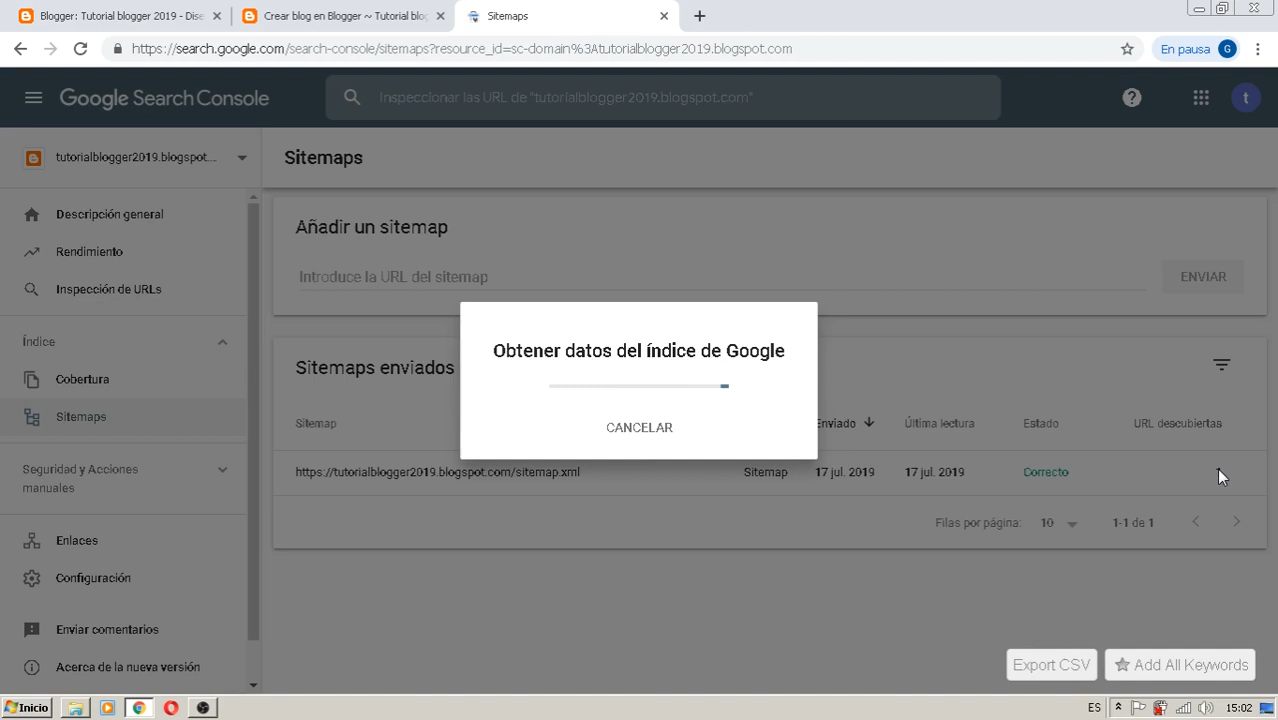 Blogger: Tutorial blogger 2019 - Dise
Crear blog en Blogger ~ Tutorial blog
Sitemaps
https://search.google.com/search-console/sitemaps?resource_id=sc-domain%3Atutorialblogger2019.blogspot.com
En pausa
G
Google Search Console
Inspeccionar las URL de "tutorialblogger2019.blogspot.com"
t
tutorialblogger2019.blogspot...
Sitemaps
Descripción general
Rendimiento
Inspección de URLs
Índice
Cobertura
Sitemaps
Seguridad y Acciones
manuales
Enlaces
Configuración
Enviar comentarios
Acerca de la nueva versión
Añadir un sitemap
Introduce la URL del sitemap
ENVIAR
Sitemaps enviados
Sitemap
Enviado
Última lectura
Estado
URL descubiertas
https://tutorialblogger2019.blogspot.com/sitemap.xml
Sitemap
17 jul. 2019
17 jul. 2019
Correcto
Filas por página:
10
1-1 de 1
Obtener datos del índice de Google
CANCELAR
Export CSV
Add All Keywords
Inicio
ES
15:02